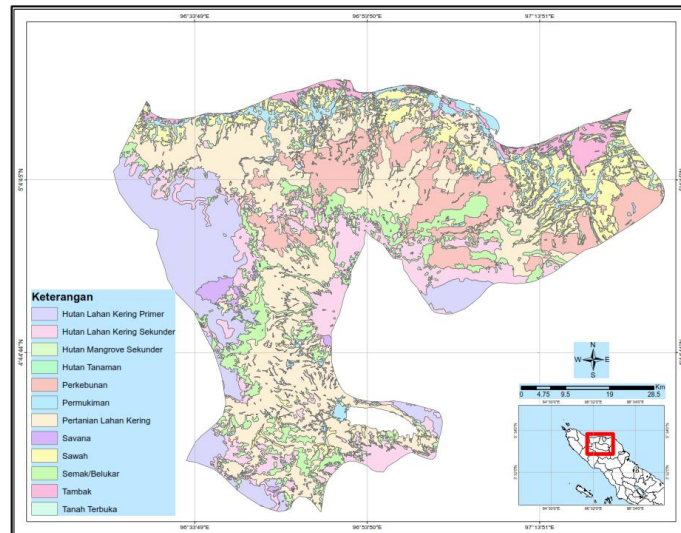 96°33'49"E 96°53'50"E 97°13'51"E
5°4'45"N
4°44'44"N
Keterangan
Hutan Lahan Kering Primer
Hutan Lahan Kering Sekunder
Hutan Mangrove Sekunder
Hutan Tanaman
Perkebunan
Permukiman
Pertanian Lahan Kering
Savana
Sawah
Semak/Belukar
Tambak
Tanah Terbuka
N
W E
S
Km
0 4.75 9.5 19 28.5
96°33'49"E 96°53'50"E 97°13'51"E